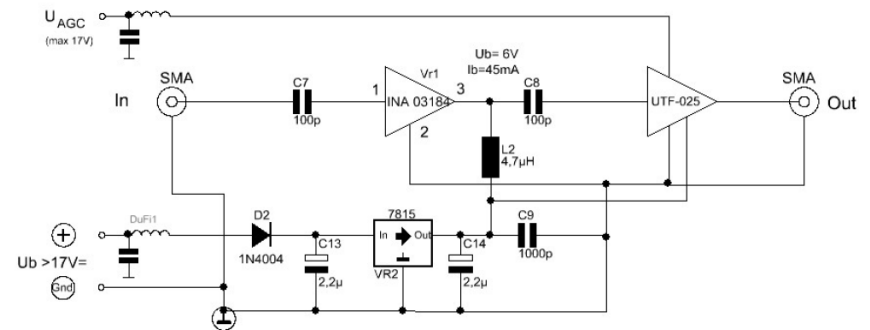 U AGC
(max 17V)
In
SMA
C7
100p
1
INA 03184
Vr1
3
2
Ub= 6V
Ib=45mA
C8
100p
UTF-025
SMA
Out
L2
4,7µH
DuFi1
D2
1N4004
C13
2,2µ
7815
In
Out
VR2
C14
2,2µ
C9
1000p
+
Ub >17V=
Gnd